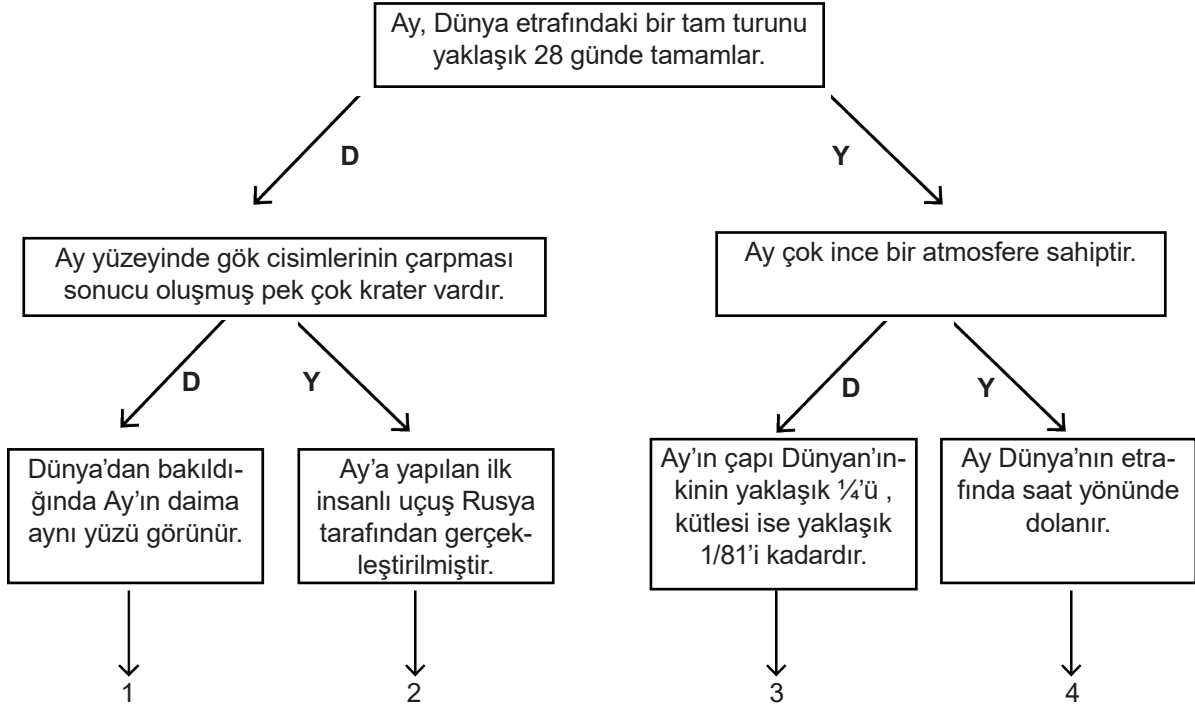 Ay, Dünya etrafındaki bir tam turunu
yaklaşık 28 günde tamamlar.
D
Y
Ay yüzeyinde gök cisimlerinin çarpması
sonucu oluşmuş pek çok krater vardır.
Ay çok ince bir atmosfere sahiptir.
D
Y
D
Y
Dünya’dan bakıldı-
ğında Ay’ın daima
aynı yüzü görünür.
Ay’a yapılan ilk
insanlı uçuş Rusya
tarafından gerçek-
leştirilmiştir.
Ay’ın çapı Dünyan’ın-
kinin yaklaşık ¼’ü ,
kütlesi ise yaklaşık
1/81’i kadardır.
Ay Dünya’nın etra-
fında saat yönünde
dolanır.
1
2
3
4